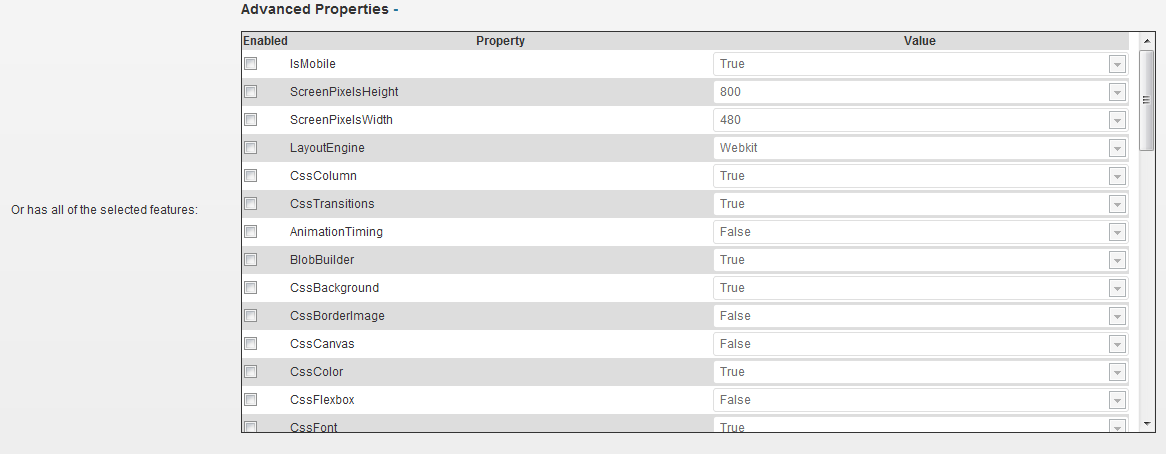 Advanced Properties -
Enabled Property Value
IsMobile True
ScreenPixelsHeight 800
ScreenPixelsWidth 480
LayoutEngine Webkit
CssColumn True
CssTransitions True
Or has all of the selected features:
AnimationTiming False
BlobBuilder True
CssBackground True
CssBorderImage False
CssCanvas False
CssColor True
CssFlexbox False
CssFont True